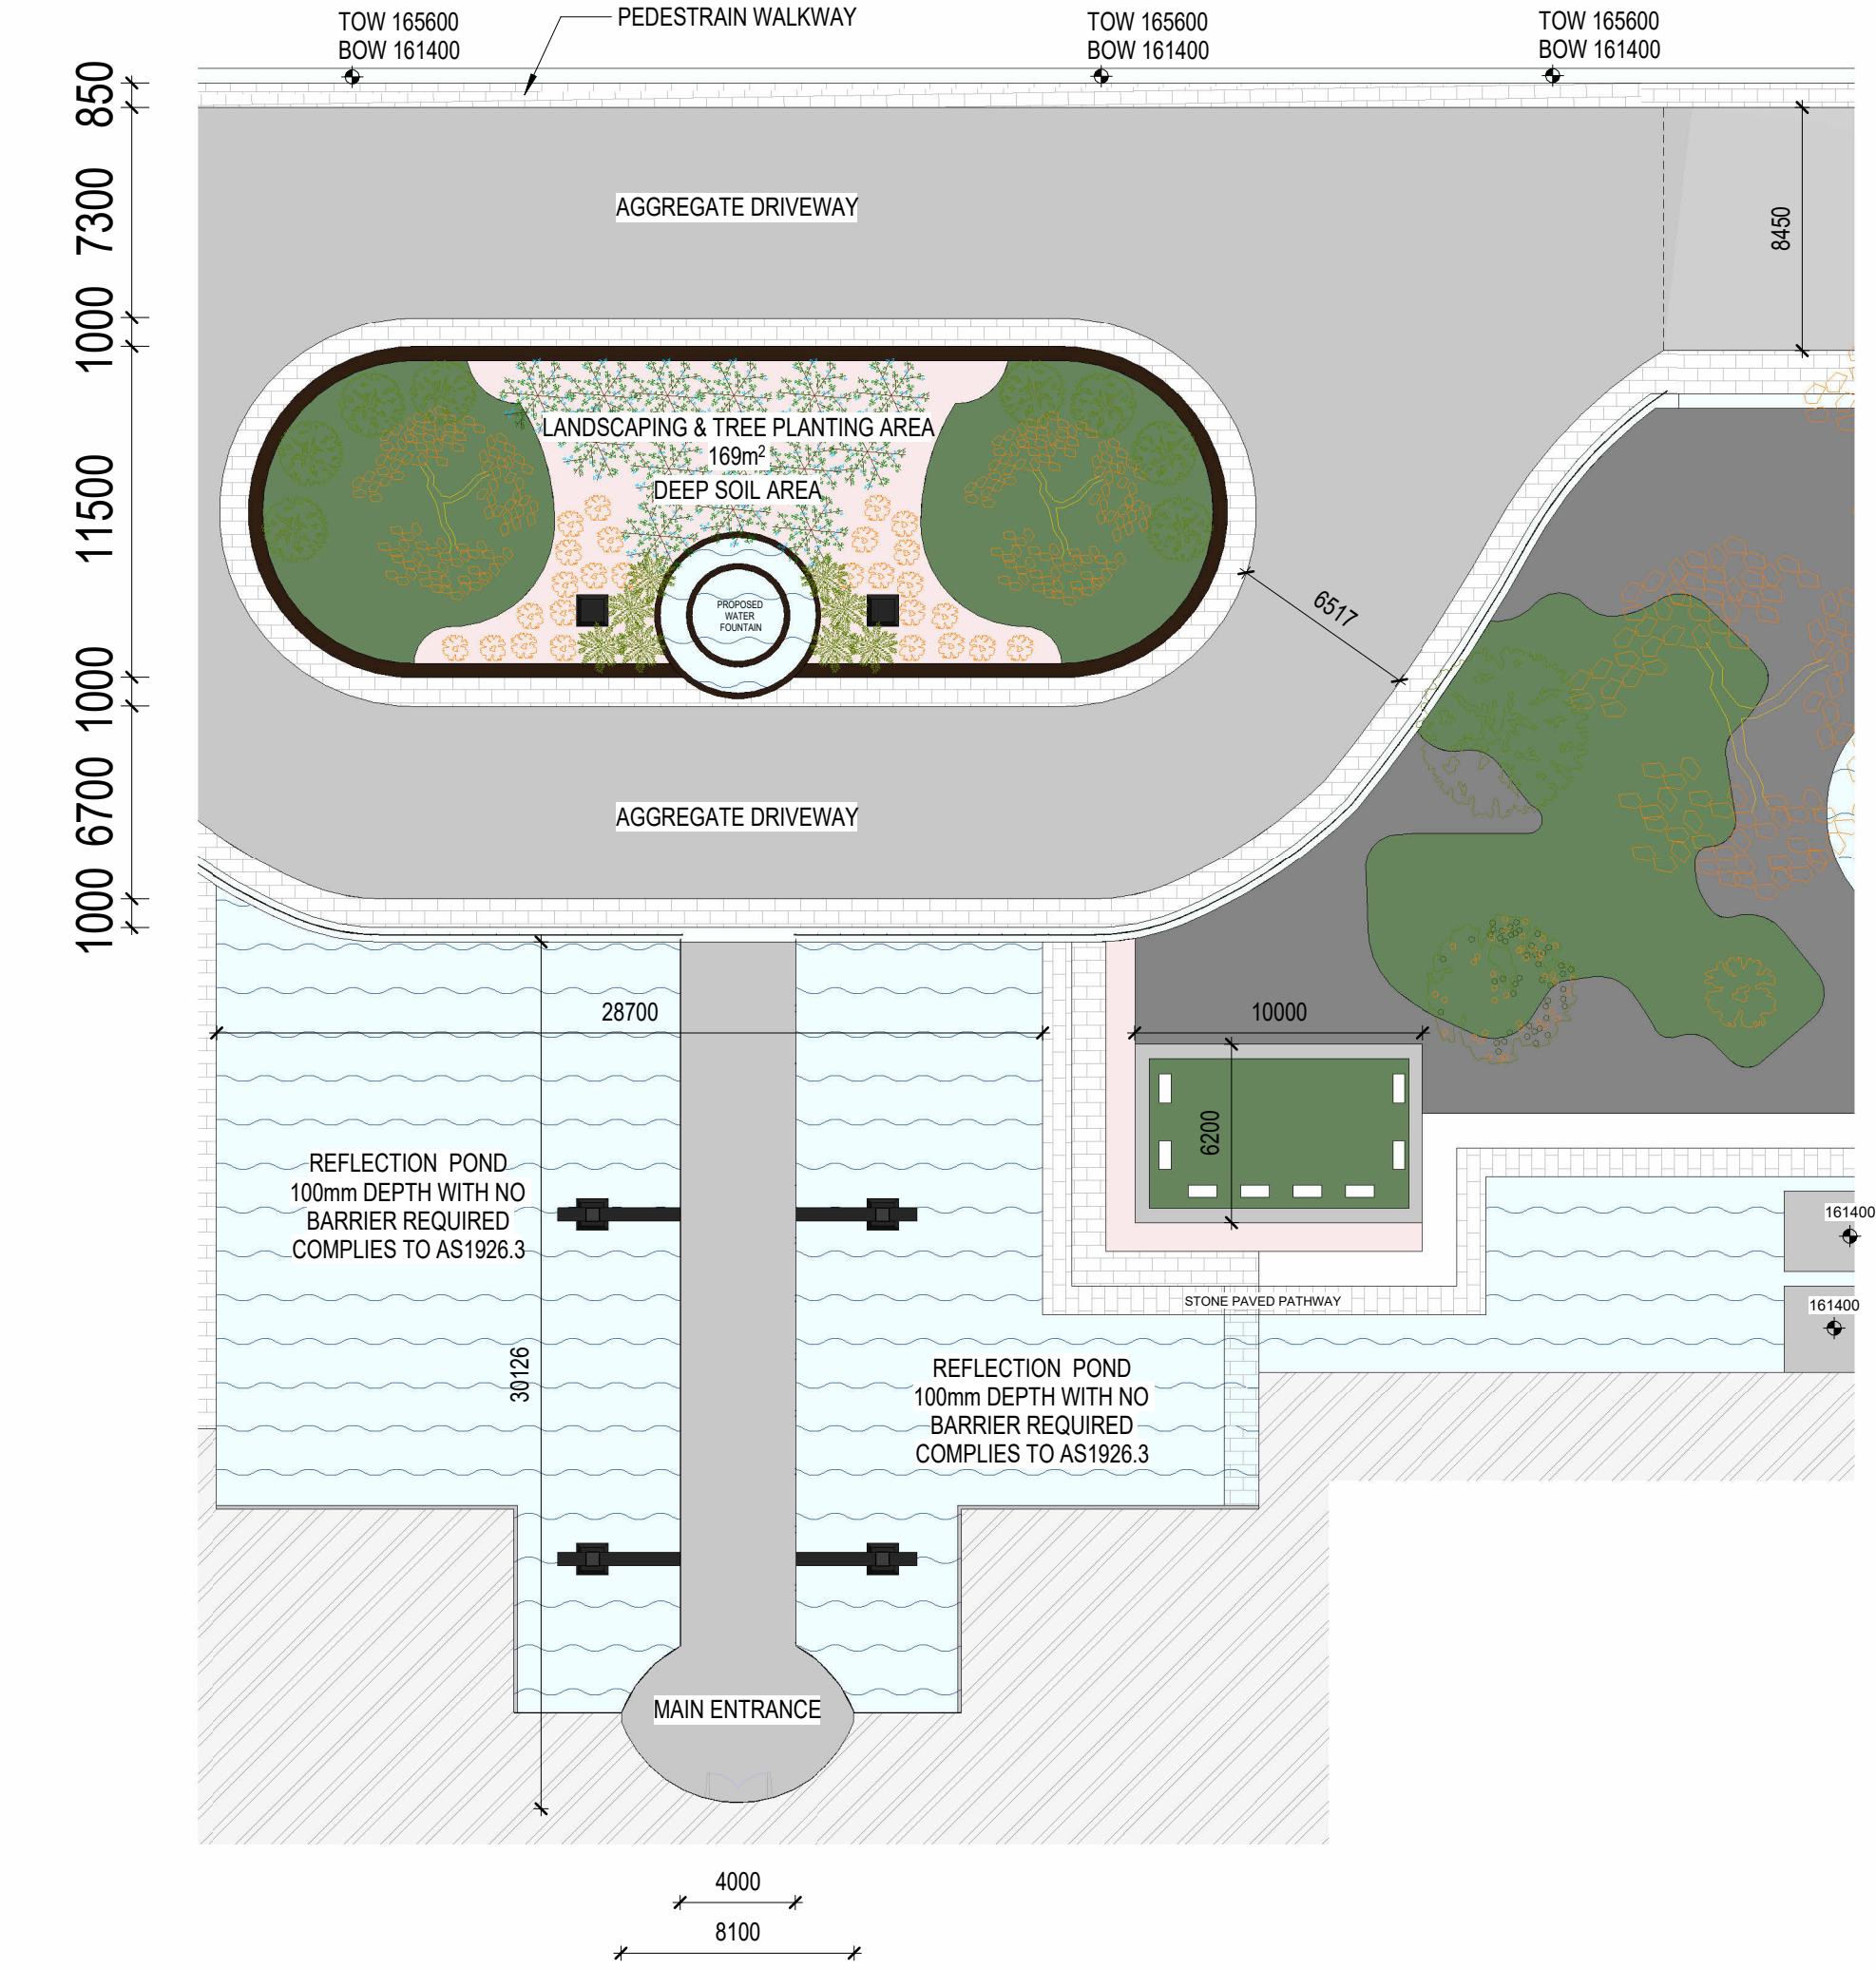 TOW 165600
BOW 161400
PEDESTRAIN WALKWAY
TOW 165600
BOW 161400
TOW 165600
BOW 161400
850
7300
1000
11500
1000
6700
1000
AGGREGATE DRIVEWAY
8450
LANDSCAPING & TREE PLANTING AREA
169m²
DEEP SOIL AREA
PROPOSED
WATER
FOUNTAIN
6517
AGGREGATE DRIVEWAY
28700
10000
6200
REFLECTION POND
100mm DEPTH WITH NO
BARRIER REQUIRED
COMPLIES TO AS1926.3
161400
STONE PAVED PATHWAY
161400
30126
REFLECTION POND
100mm DEPTH WITH NO
BARRIER REQUIRED
COMPLIES TO AS1926.3
MAIN ENTRANCE
4000
8100